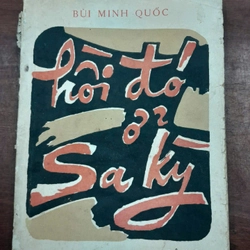 BÙI MINH QUỐC
hồi đó
ở
Sa kỳ